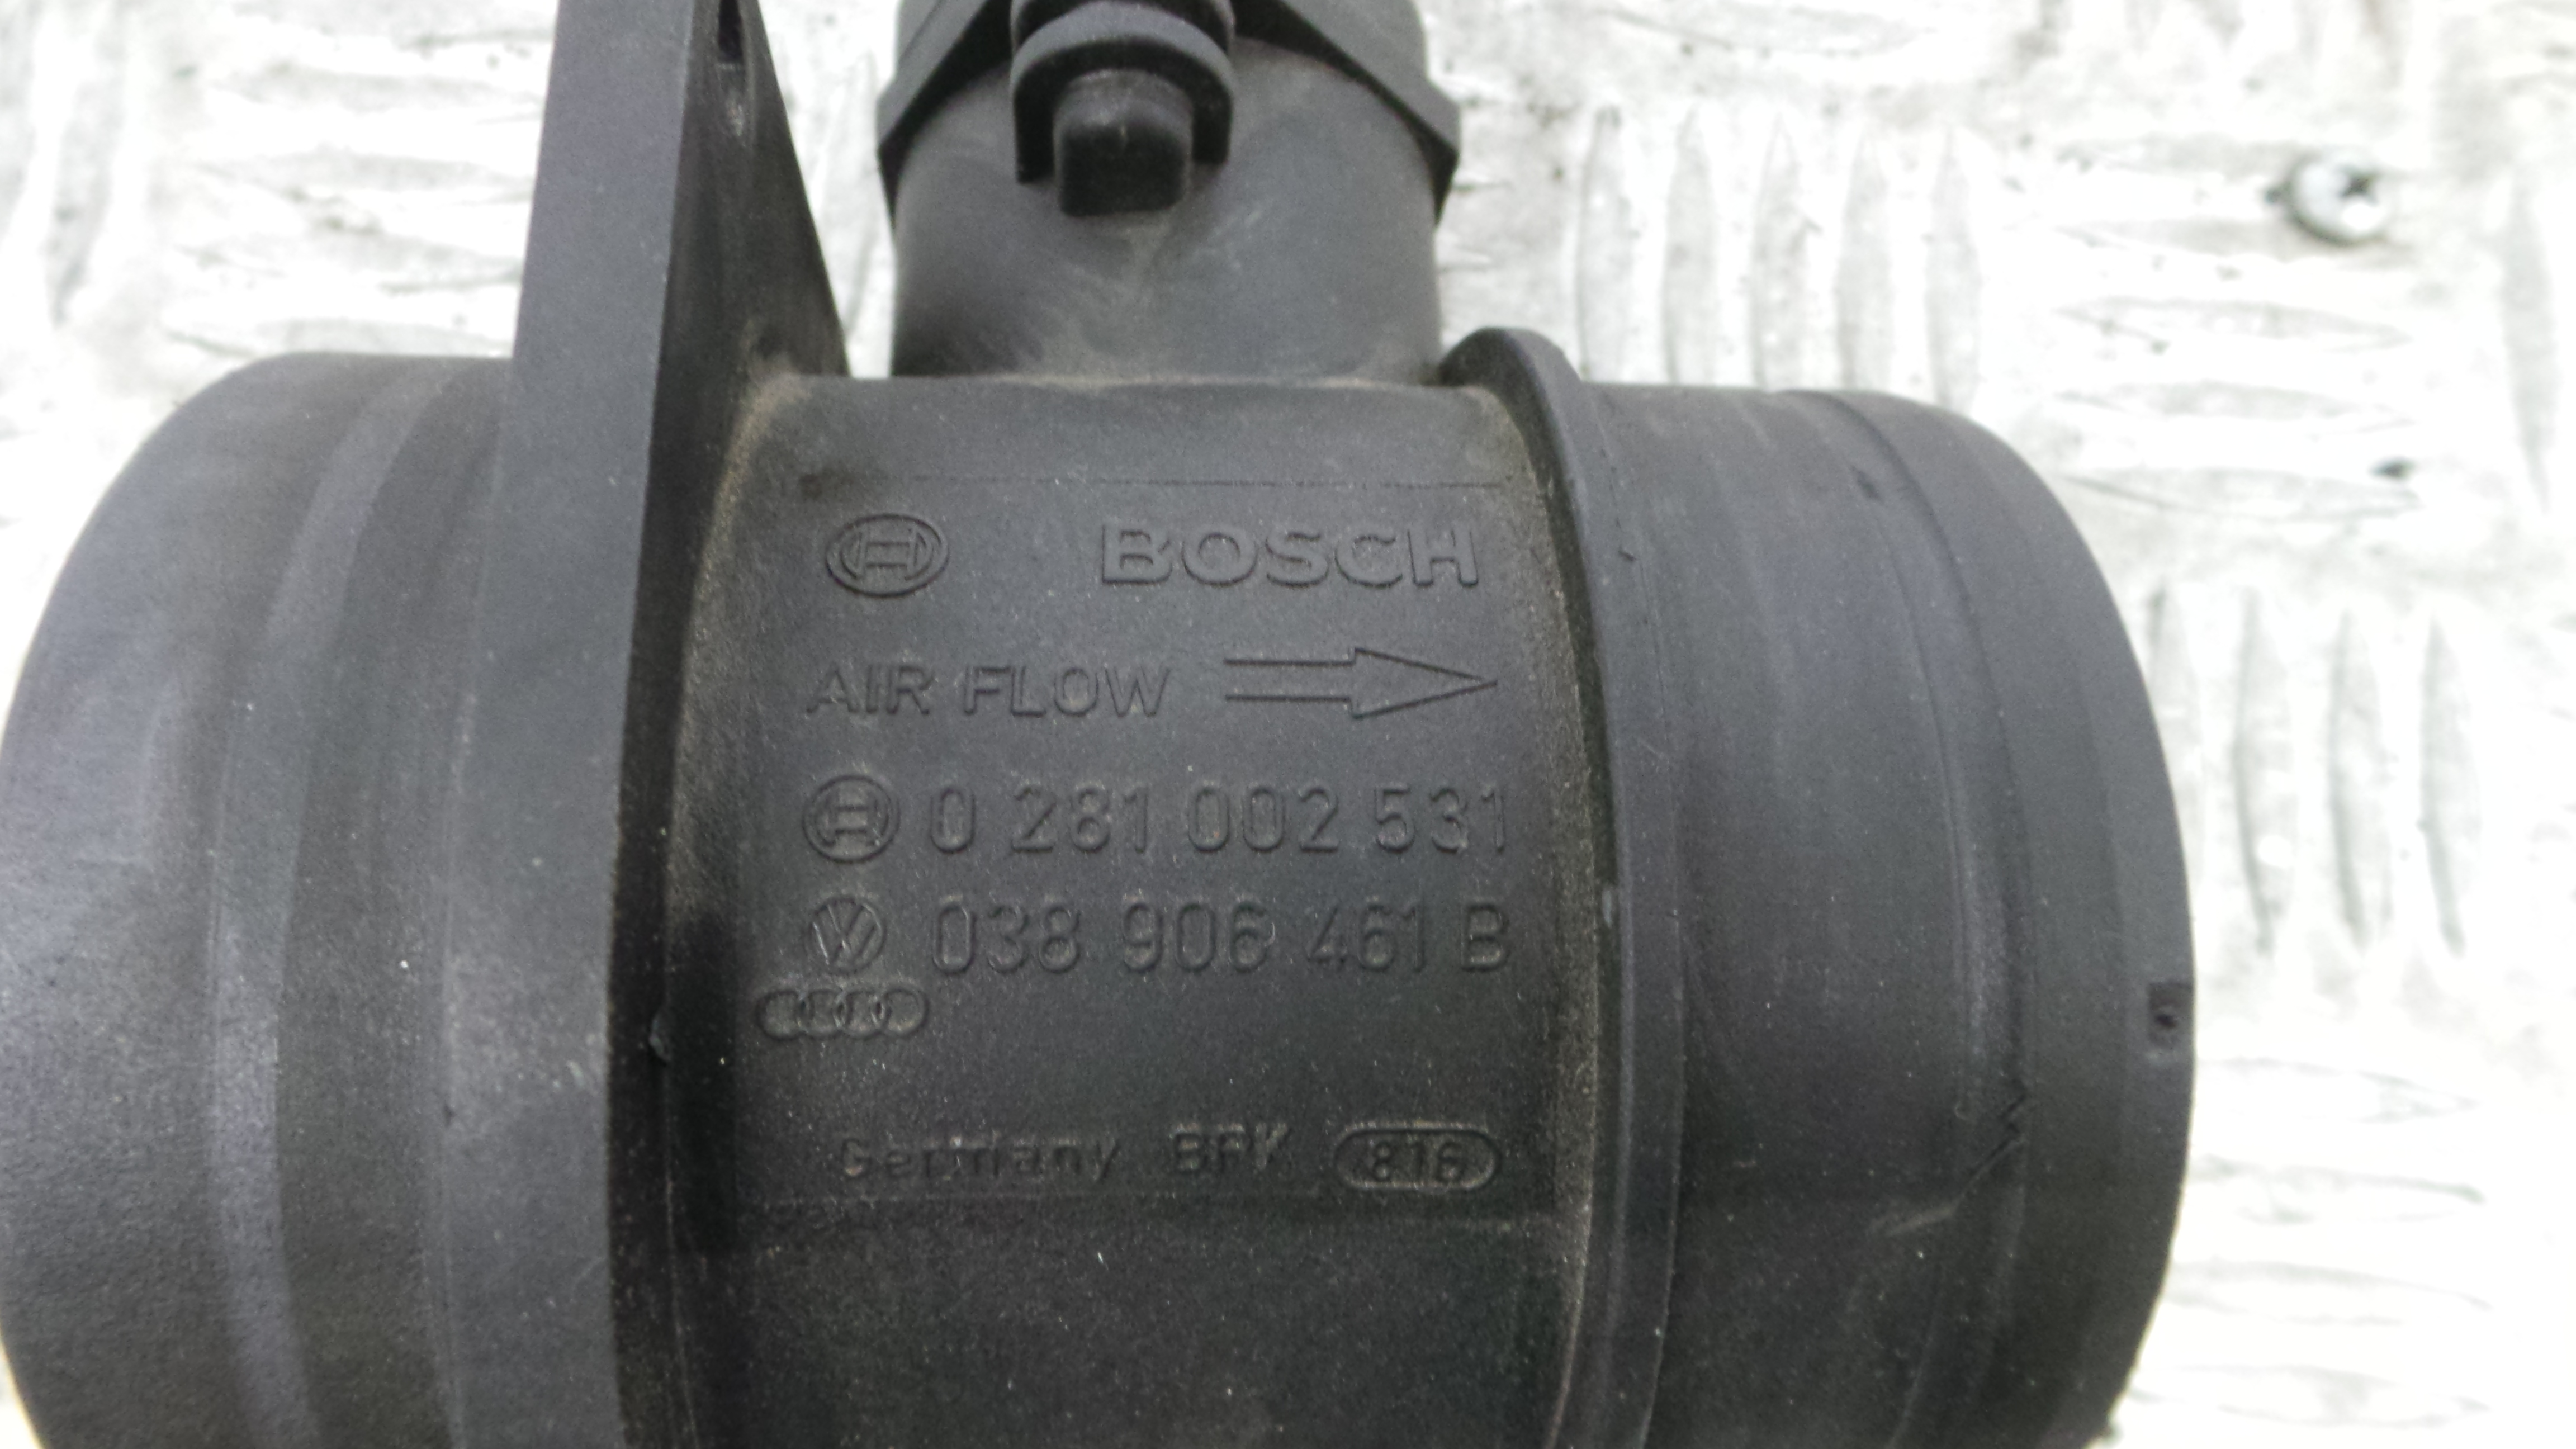 BOSCH
AIR FLOW
0 281 002 531
038 906 461 B
Germany BPK 816